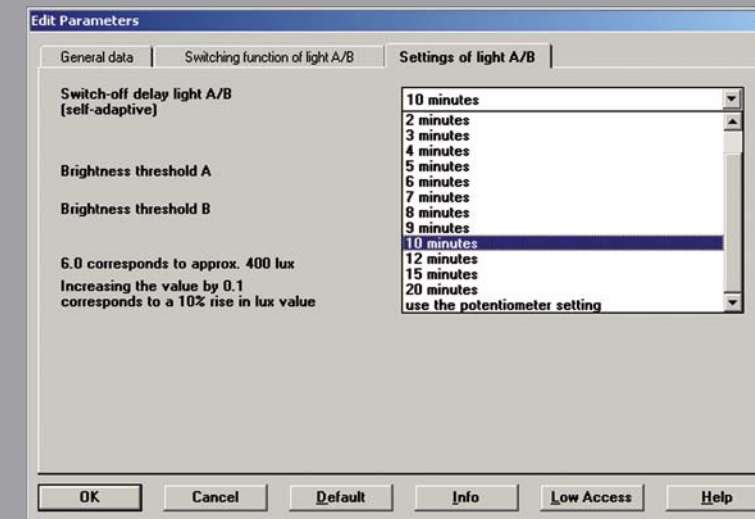 Edit Parameters
General data
Switching function of light A/B
Settings of light A/B
Switch-off delay light A/B
(self-adaptive)
10 minutes
2 minutes
3 minutes
4 minutes
5 minutes
6 minutes
7 minutes
8 minutes
9 minutes
10 minutes
12 minutes
15 minutes
20 minutes
use the potentiometer setting
Brightness threshold A
Brightness threshold B
6.0 corresponds to approx. 400 lux
Increasing the value by 0.1
corresponds to a 10% rise in lux value
OK
Cancel
Default
Info
Low Access
Help